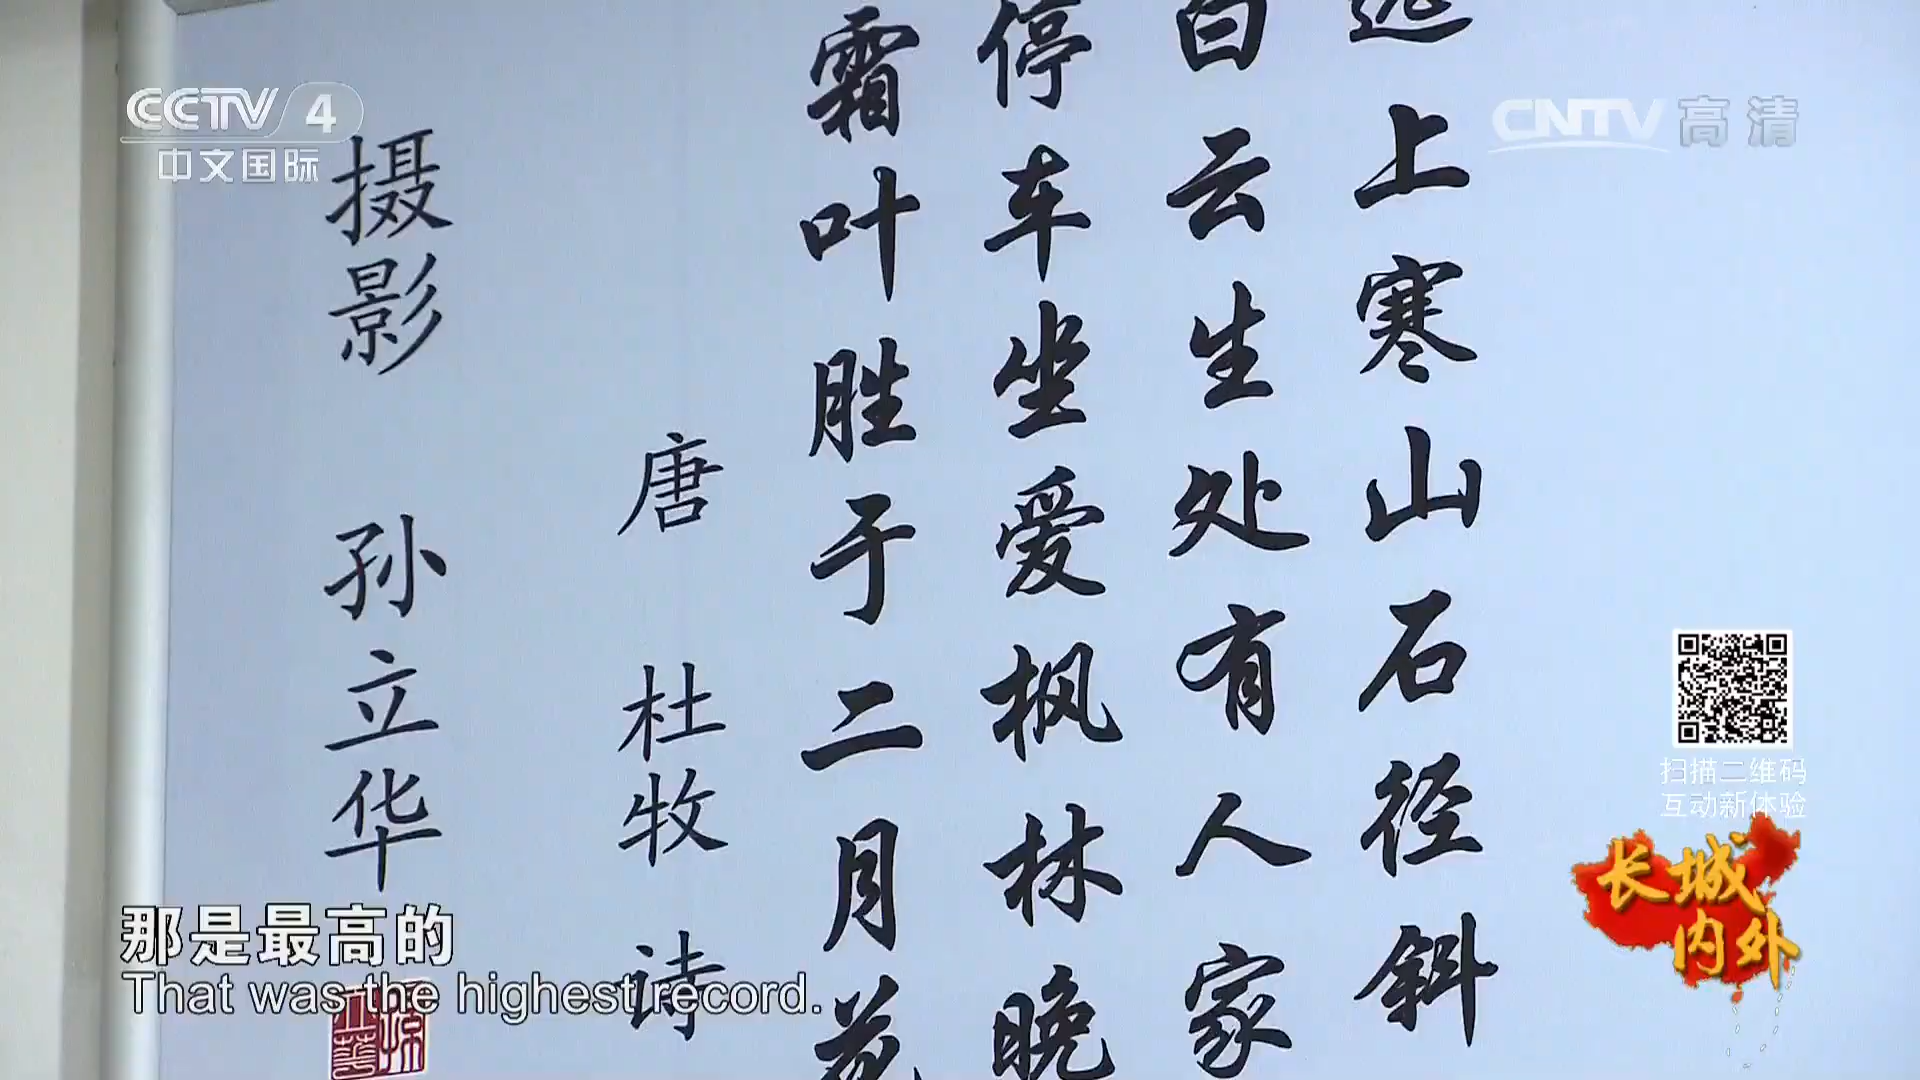 CCTV 4
中文国际
CNTV 高清
远上寒山石径斜
白云生处有人家
停车坐爱枫林晚
霜叶胜于二月花
唐 杜牧 诗
摄影 孙立华
扫描二维码
互动新体验
长城
内外
那是最高的
That was the highest record.